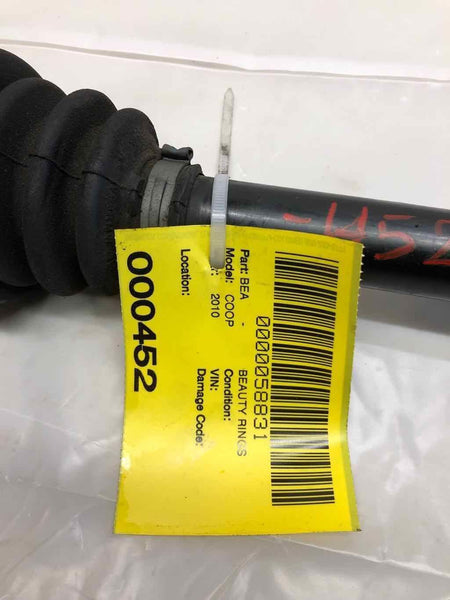 0000058831
Part: BEA - BEAUTY RINGS
Model: COOP Condition:
: 2010 VIN:
Damage Code:
Location:
000452
-452